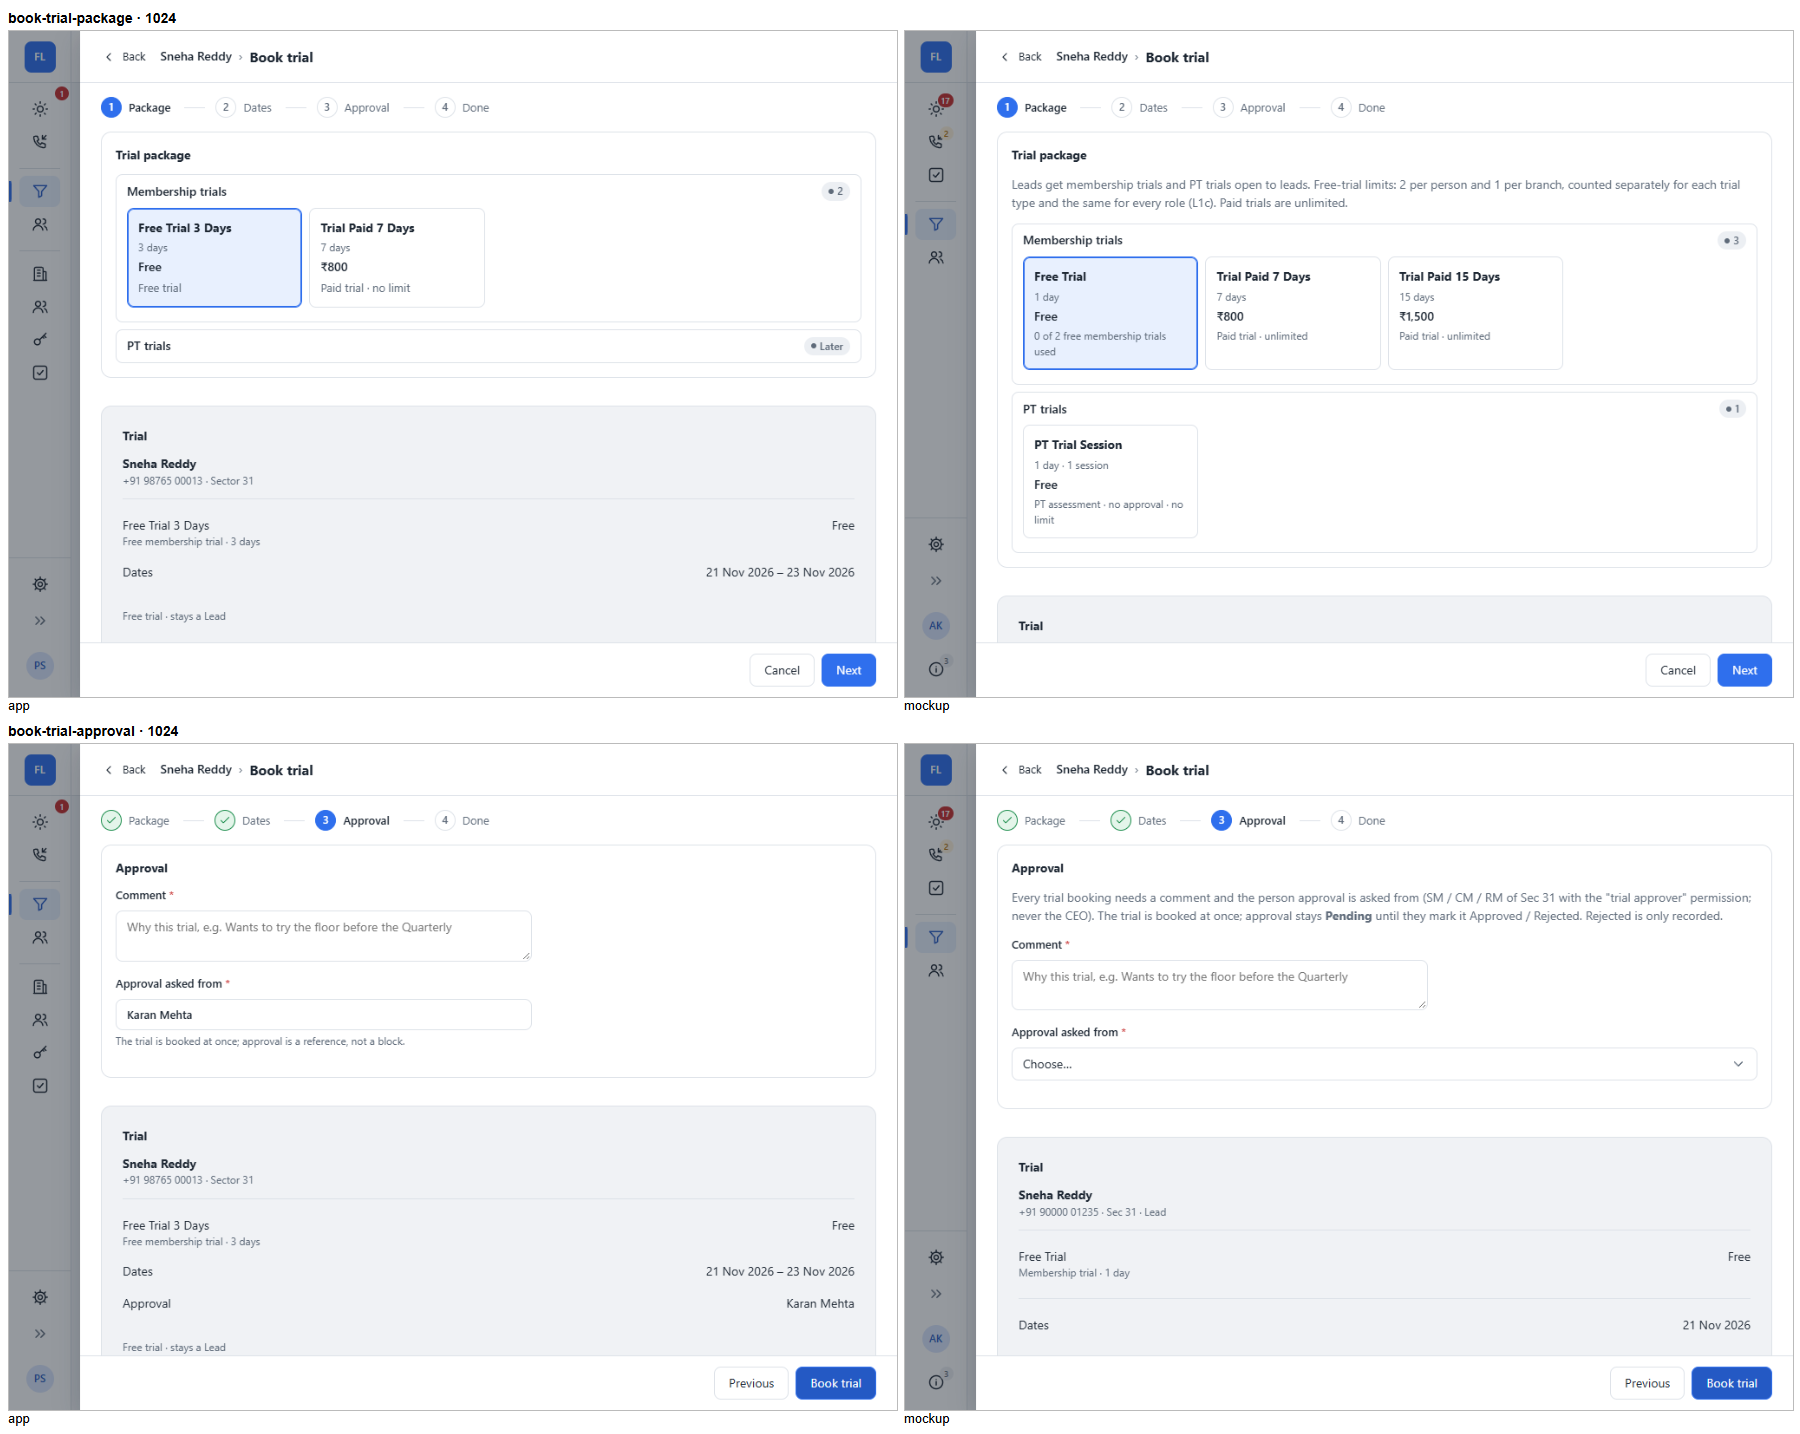 book-trial-package · 1024
FL
1
PS
Back Sneha Reddy › Book trial
1 Package 2 Dates 3 Approval 4 Done
Trial package
Membership trials
2
Free Trial 3 Days
3 days
Free
Free trial
Trial Paid 7 Days
7 days
₹800
Paid trial · no limit
PT trials
Later
Trial
Sneha Reddy
+91 98765 00013 · Sector 31
Free Trial 3 Days Free
Free membership trial · 3 days
Dates 21 Nov 2026 – 23 Nov 2026
Free trial · stays a Lead
Cancel Next
app
FL
17
2
AK
3
Back Sneha Reddy › Book trial
1 Package 2 Dates 3 Approval 4 Done
Trial package
Leads get membership trials and PT trials open to leads. Free-trial limits: 2 per person and 1 per branch, counted separately for each trial
type and the same for every role (L1c). Paid trials are unlimited.
Membership trials
3
Free Trial
1 day
Free
0 of 2 free membership trials
used
Trial Paid 7 Days
7 days
₹800
Paid trial · unlimited
Trial Paid 15 Days
15 days
₹1,500
Paid trial · unlimited
PT trials
1
PT Trial Session
1 day · 1 session
Free
PT assessment · no approval · no
limit
Trial
Cancel Next
mockup
book-trial-approval · 1024
FL
1
PS
Back Sneha Reddy › Book trial
Package Dates 3 Approval 4 Done
Approval
Comment *
Why this trial, e.g. Wants to try the floor before the Quarterly
Approval asked from *
Karan Mehta
The trial is booked at once; approval is a reference, not a block.
Trial
Sneha Reddy
+91 98765 00013 · Sector 31
Free Trial 3 Days Free
Free membership trial · 3 days
Dates 21 Nov 2026 – 23 Nov 2026
Approval Karan Mehta
Free trial · stays a Lead
Previous Book trial
app
FL
17
2
AK
3
Back Sneha Reddy › Book trial
Package Dates 3 Approval 4 Done
Approval
Every trial booking needs a comment and the person approval is asked from (SM / CM / RM of Sec 31 with the "trial approver" permission;
never the CEO). The trial is booked at once; approval stays Pending until they mark it Approved / Rejected. Rejected is only recorded.
Comment *
Why this trial, e.g. Wants to try the floor before the Quarterly
Approval asked from *
Choose...
Trial
Sneha Reddy
+91 90000 01235 · Sec 31 · Lead
Free Trial Free
Membership trial · 1 day
Dates 21 Nov 2026
Previous Book trial
mockup